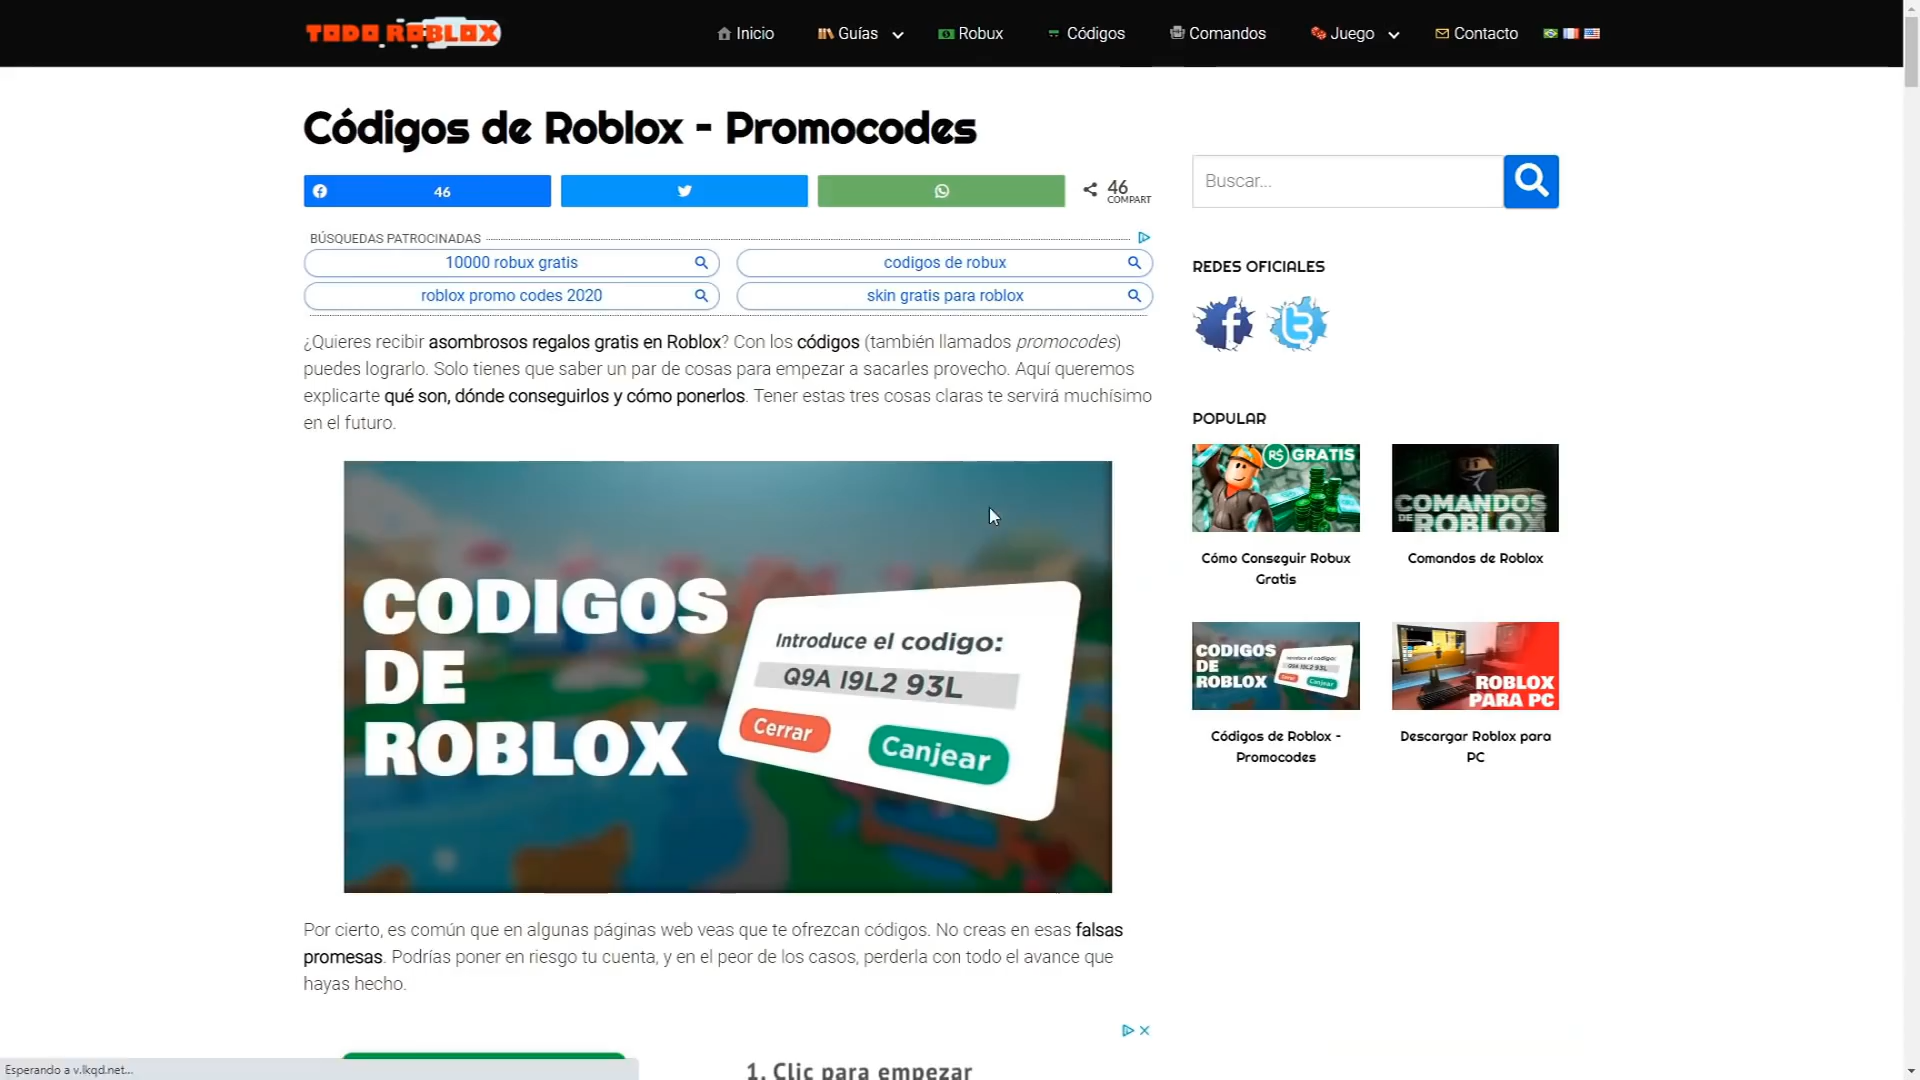 TODO ROBLOX
Inicio
Guías
Robux
Códigos
Comandos
Juego
Contacto
Códigos de Roblox - Promocodes
46
46
COMPART
BÚSQUEDAS PATROCINADAS
10000 robux gratis
codigos de robux
roblox promo codes 2020
skin gratis para roblox
¿Quieres recibir asombrosos regalos gratis en Roblox? Con los códigos (también llamados promocodes)
puedes lograrlo. Solo tienes que saber un par de cosas para empezar a sacarles provecho. Aquí queremos
explicarte qué son, dónde conseguirlos y cómo ponerlos. Tener estas tres cosas claras te servirá muchísimo
en el futuro.
CODIGOS
DE
ROBLOX
Introduce el codigo:
Q9A I9L2 93L
Cerrar
Canjear
Por cierto, es común que en algunas páginas web veas que te ofrezcan códigos. No creas en esas falsas
promesas. Podrías poner en riesgo tu cuenta, y en el peor de los casos, perderla con todo el avance que
hayas hecho.
1. Clic para empezar
Buscar...
REDES OFICIALES
POPULAR
R$ GRATIS
COMANDOS
DE ROBLOX
Cómo Conseguir Robux
Gratis
Comandos de Roblox
CODIGOS
DE
ROBLOX
Introduce el codigo:
Q9A I9L2 93L
Cerrar
Canjear
ROBLOX
PARA PC
Códigos de Roblox -
Promocodes
Descargar Roblox para
PC
Esperando a v.lkqd.net...